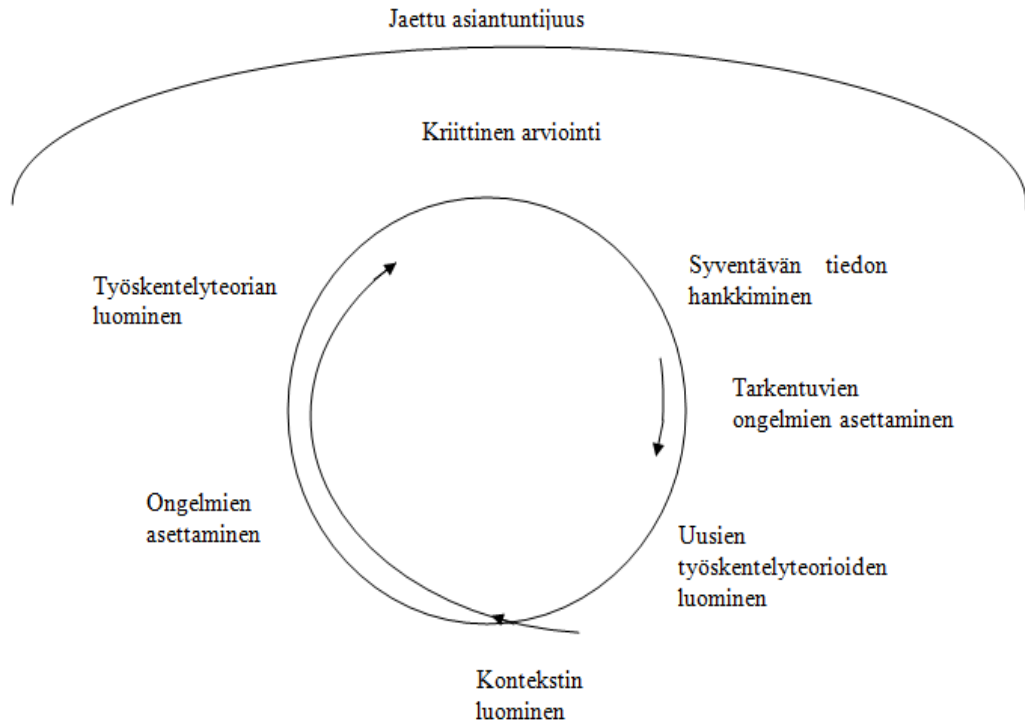 Jaettu asiantuntijuus
Kriittinen arviointi
Työskentelyteorian
luominen
Syventävän tiedon
hankkiminen
Tarkentuvien
ongelmien asettaminen
Ongelmien
asettaminen
Uusien
työskentelyteorioiden
luominen
Kontekstin
luominen